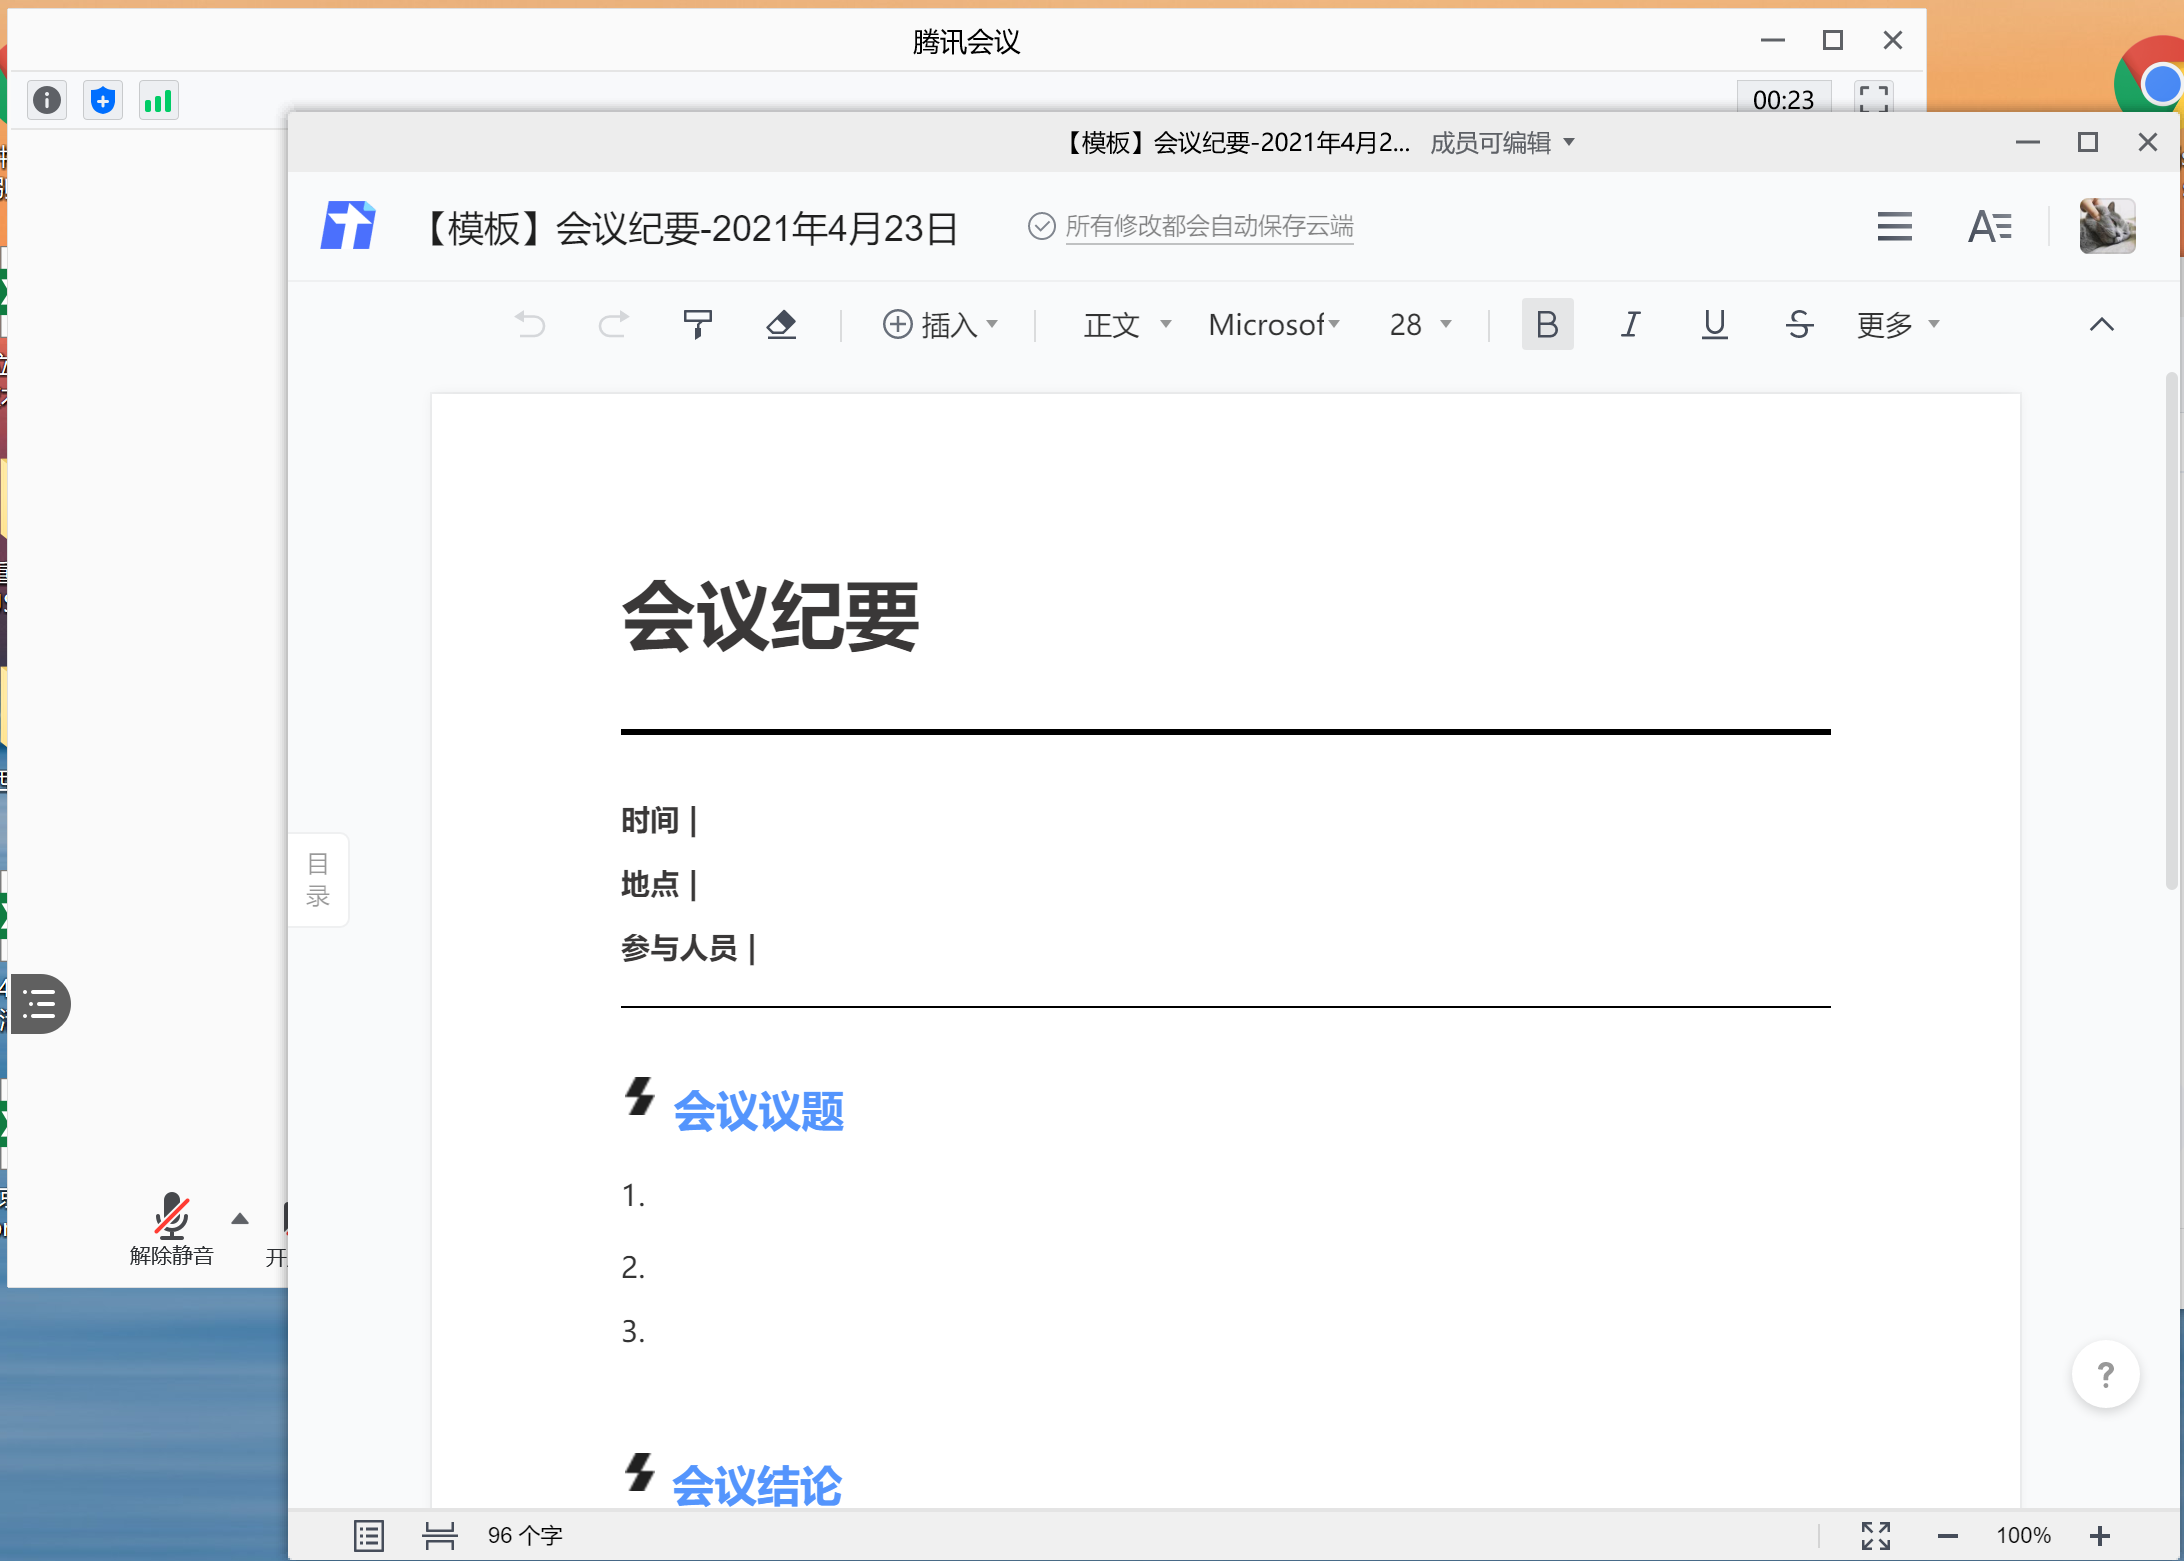 腾讯会议
00:23
【模板】会议纪要-2021年4月2... 成员可编辑
【模板】会议纪要-2021年4月23日 所有修改都会自动保存云端
插入 正文 Microsof 28 B I U S 更多
会议纪要
时间 |
地点 |
参与人员 |
目录
会议议题
1.
2.
3.
会议结论
解除静音
开
?
96 个字
100%